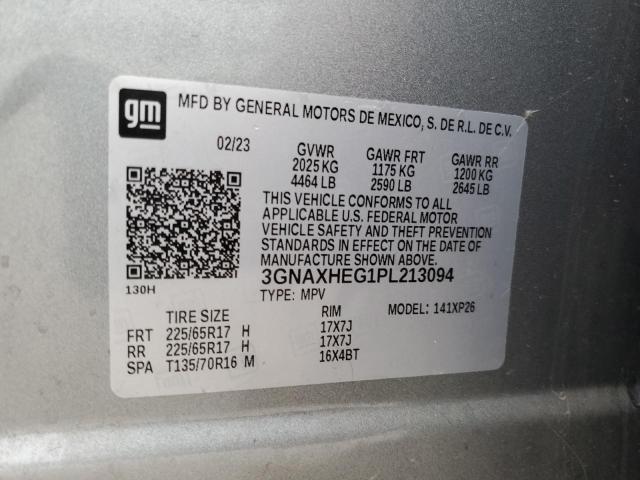 gm
MFD BY GENERAL MOTORS DE MEXICO, S. DE R.L. DE C.V.
02/23 GVWR GAWR FRT GAWR RR
2025 KG 1175 KG 1200 KG
4464 LB 2590 LB 2645 LB
THIS VEHICLE CONFORMS TO ALL
APPLICABLE U.S. FEDERAL MOTOR
VEHICLE SAFETY AND THEFT PREVENTION
STANDARDS IN EFFECT ON THE DATE OF
MANUFACTURE SHOWN ABOVE.
3GNAXHEG1PL213094
130H
TYPE: MPV MODEL: 141XP26
TIRE SIZE RIM
FRT 225/65R17 H 17X7J
RR 225/65R17 H 17X7J
SPA T135/70R16 M 16X4BT